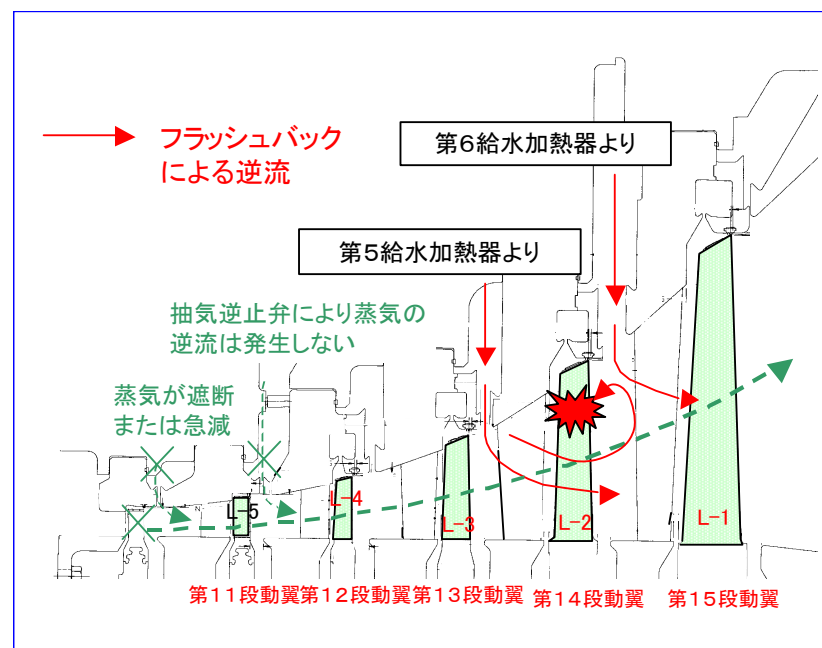 フラッシュバック
による逆流
第6給水加熱器より
第5給水加熱器より
抽気逆止弁により蒸気の
逆流は発生しない
蒸気が遮断
または急減
L-5
L-4
L-3
L-2
L-1
第11段動翼
第12段動翼
第13段動翼
第14段動翼
第15段動翼